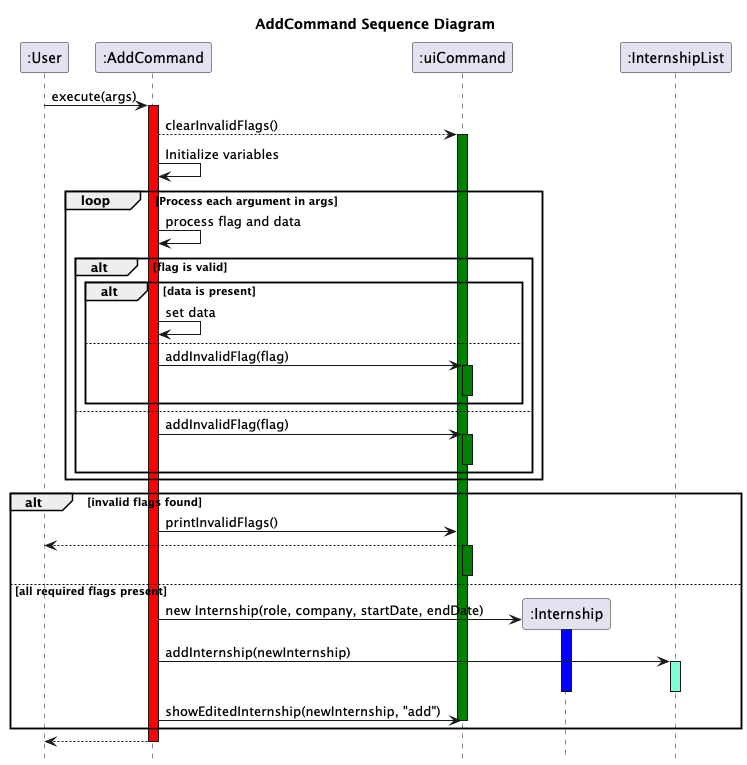 AddCommand Sequence Diagram
:User
:AddCommand
:uiCommand
:InternshipList
execute(args)
clearInvalidFlags()
Initialize variables
loop
[Process each argument in args]
process flag and data
alt
[flag is valid]
alt
[data is present]
set data
addInvalidFlag(flag)
addInvalidFlag(flag)
alt
[invalid flags found]
printInvalidFlags()
[all required flags present]
new Internship(role, company, startDate, endDate)
:Internship
addInternship(newInternship)
showEditedInternship(newInternship, "add")